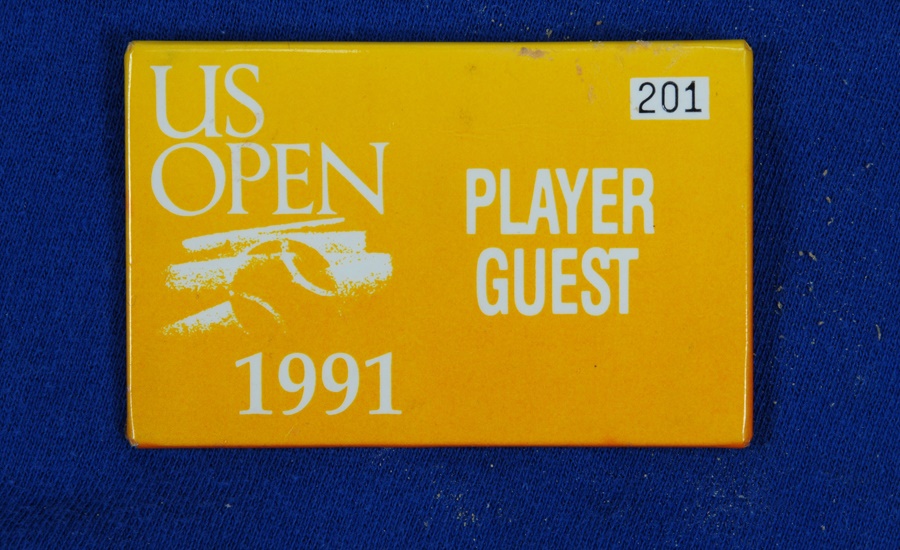 US
OPEN
1991
201
PLAYER
GUEST